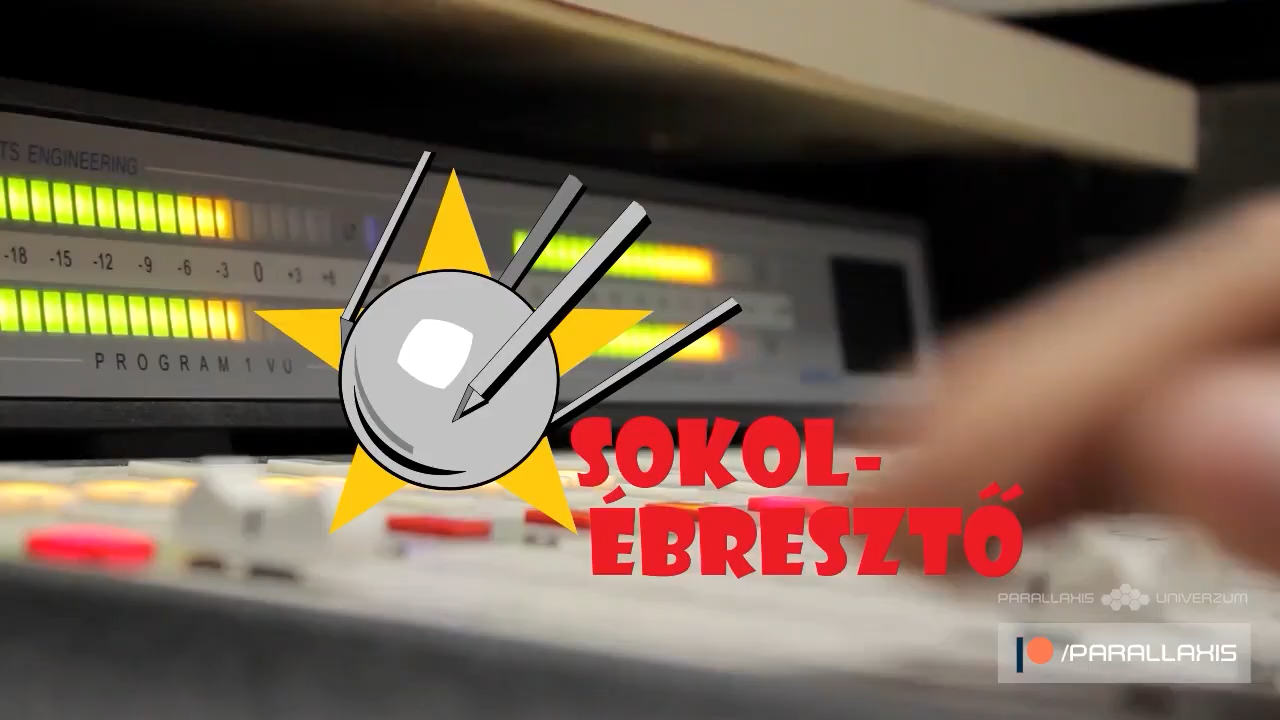 TS ENGINEERING
-18 -15 -12 -9 -6 -3 0 +3 +6
PROGRAM 1 VU
SOKOL-
ÉBRESZTŐ
PARALLAXIS UNIVERZUM
/PARALLAXIS